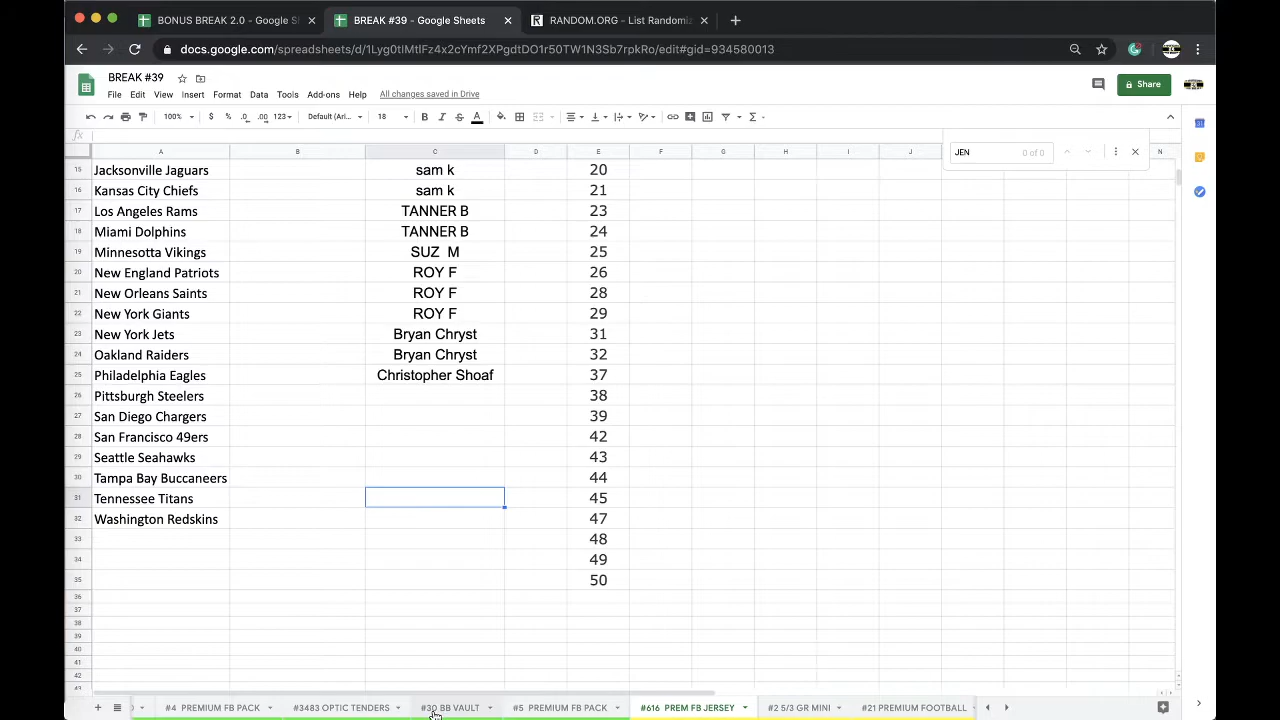 BONUS BREAK 2.0 - Google S
BREAK #39 - Google Sheets
RANDOM.ORG - List Randomiz
docs.google.com/spreadsheets/d/1Lyg0tIMtlFz4x2cYmf2XPgdtDO1r50TW1N3Sb7rpkRo/edit#gid=934580013
BREAK #39
File Edit View Insert Format Data Tools Add-ons Help All changes saved in Drive
Share
100% $ % .0 .00 123 Default (Ari... 18 B I S A
fx
JEN 0 of 0
A B C D E F G H I J N
15 Jacksonville Jaguars sam k 20
16 Kansas City Chiefs sam k 21
17 Los Angeles Rams TANNER B 23
18 Miami Dolphins TANNER B 24
19 Minnesotta Vikings SUZ M 25
20 New England Patriots ROY F 26
21 New Orleans Saints ROY F 28
22 New York Giants ROY F 29
23 New York Jets Bryan Chryst 31
24 Oakland Raiders Bryan Chryst 32
25 Philadelphia Eagles Christopher Shoaf 37
26 Pittsburgh Steelers 38
27 San Diego Chargers 39
28 San Francisco 49ers 42
29 Seattle Seahawks 43
30 Tampa Bay Buccaneers 44
31 Tennessee Titans 45
32 Washington Redskins 47
33 48
34 49
35 50
36
37
38
39
40
41
42
43
#4 PREMIUM FB PACK #3483 OPTIC TENDERS #30 BB VAULT #5 PREMIUM FB PACK #616 PREM FB JERSEY #2 5/3 GR MINI #21 PREMIUM FOOTBALL